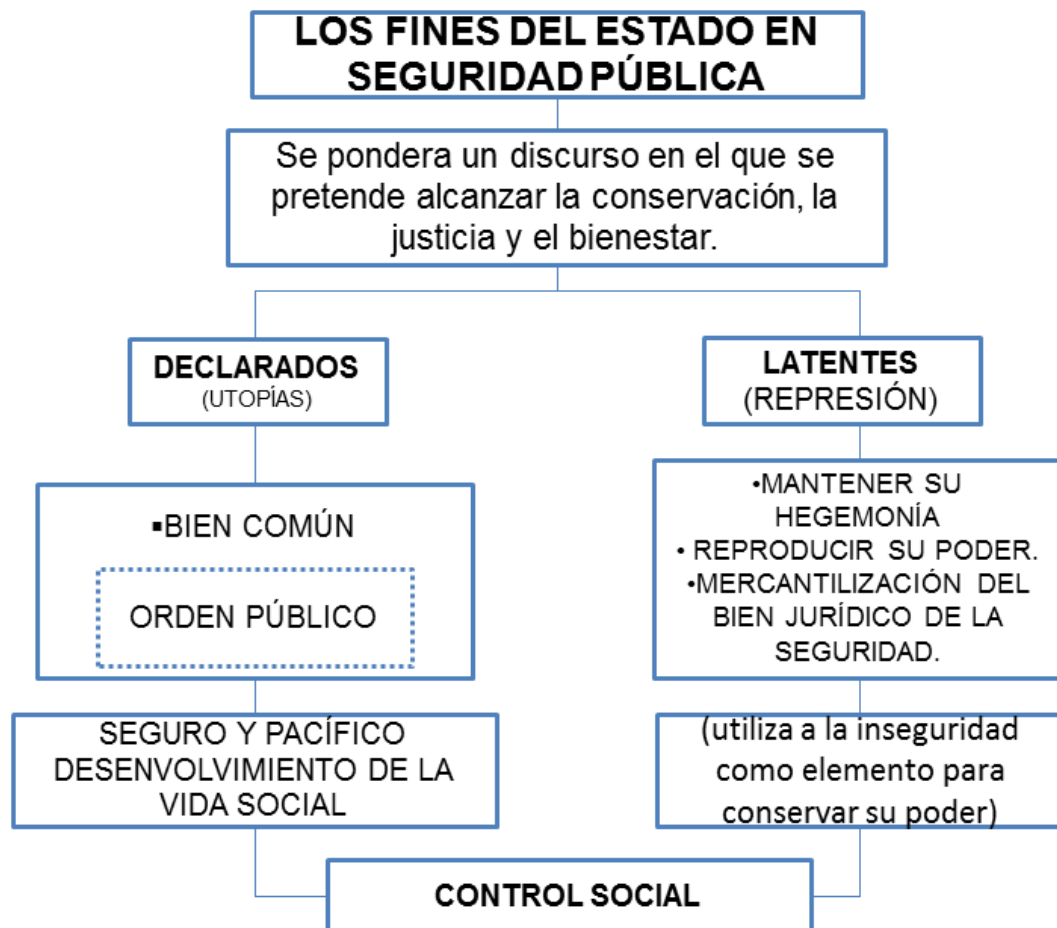 LOS FINES DEL ESTADO EN
SEGURIDAD PÚBLICA
Se pondera un discurso en el que se
pretende alcanzar la conservación, la
justicia y el bienestar.
DECLARADOS
(UTOPÍAS)
▪BIEN COMÚN
ORDEN PÚBLICO
SEGURO Y PACÍFICO
DESENVOLVIMIENTO DE LA
VIDA SOCIAL
LATENTES
(REPRESIÓN)
•MANTENER SU
HEGEMONÍA
• REPRODUCIR SU PODER.
•MERCANTILIZACIÓN DEL
BIEN JURÍDICO DE LA
SEGURIDAD.
(utiliza a la inseguridad
como elemento para
conservar su poder)
CONTROL SOCIAL